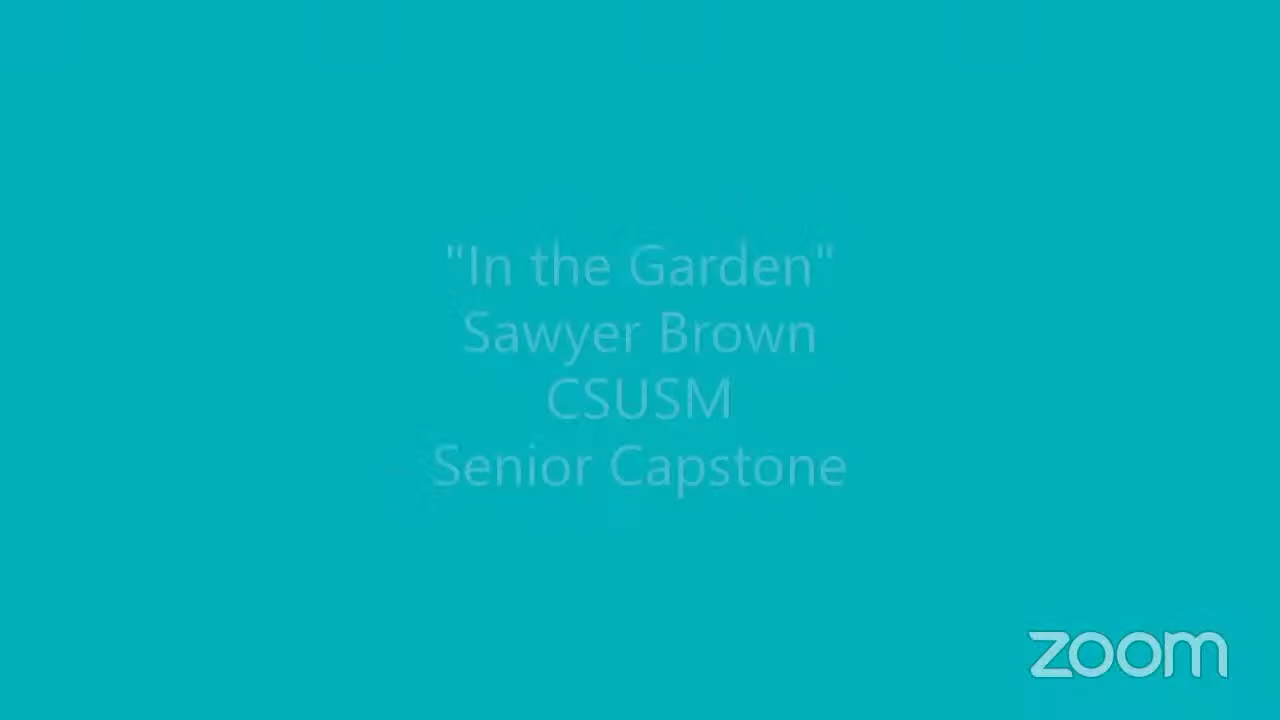 "In the Garden"
Sawyer Brown
CSUSM
Senior Capstone
zoom